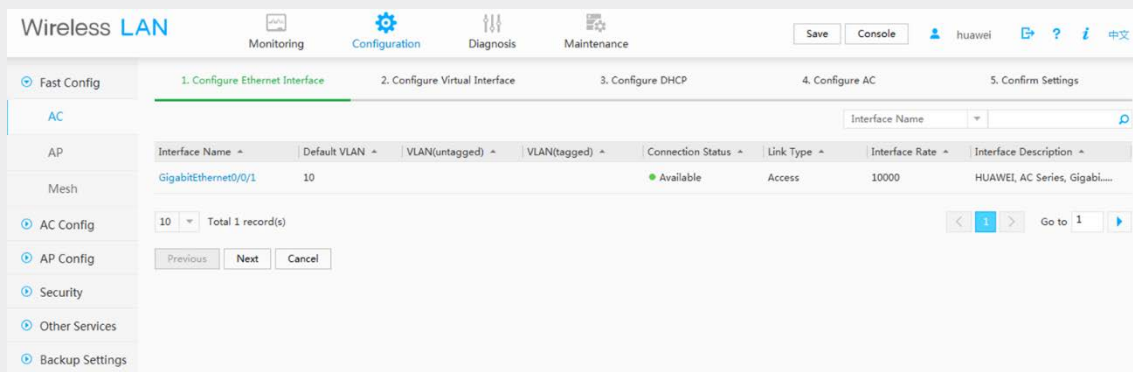 Wireless LAN
Monitoring
Configuration
Diagnosis
Maintenance
Save
Console
huawei
?
i
中文
Fast Config
AC
AP
Mesh
AC Config
AP Config
Security
Other Services
Backup Settings
1. Configure Ethernet Interface 2. Configure Virtual Interface 3. Configure DHCP 4. Configure AC 5. Confirm Settings
Interface Name
Interface Name Default VLAN VLAN(untagged) VLAN(tagged) Connection Status Link Type Interface Rate Interface Description
GigabitEthernet0/0/1 10 Available Access 10000 HUAWEI, AC Series, Gigabi.....
10 Total 1 record(s) < 1 > Go to 1
Previous Next Cancel